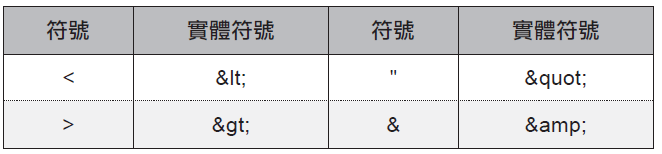 符號 實體符號 符號 實體符號
< &lt; " &quot;
> &gt; & &amp;